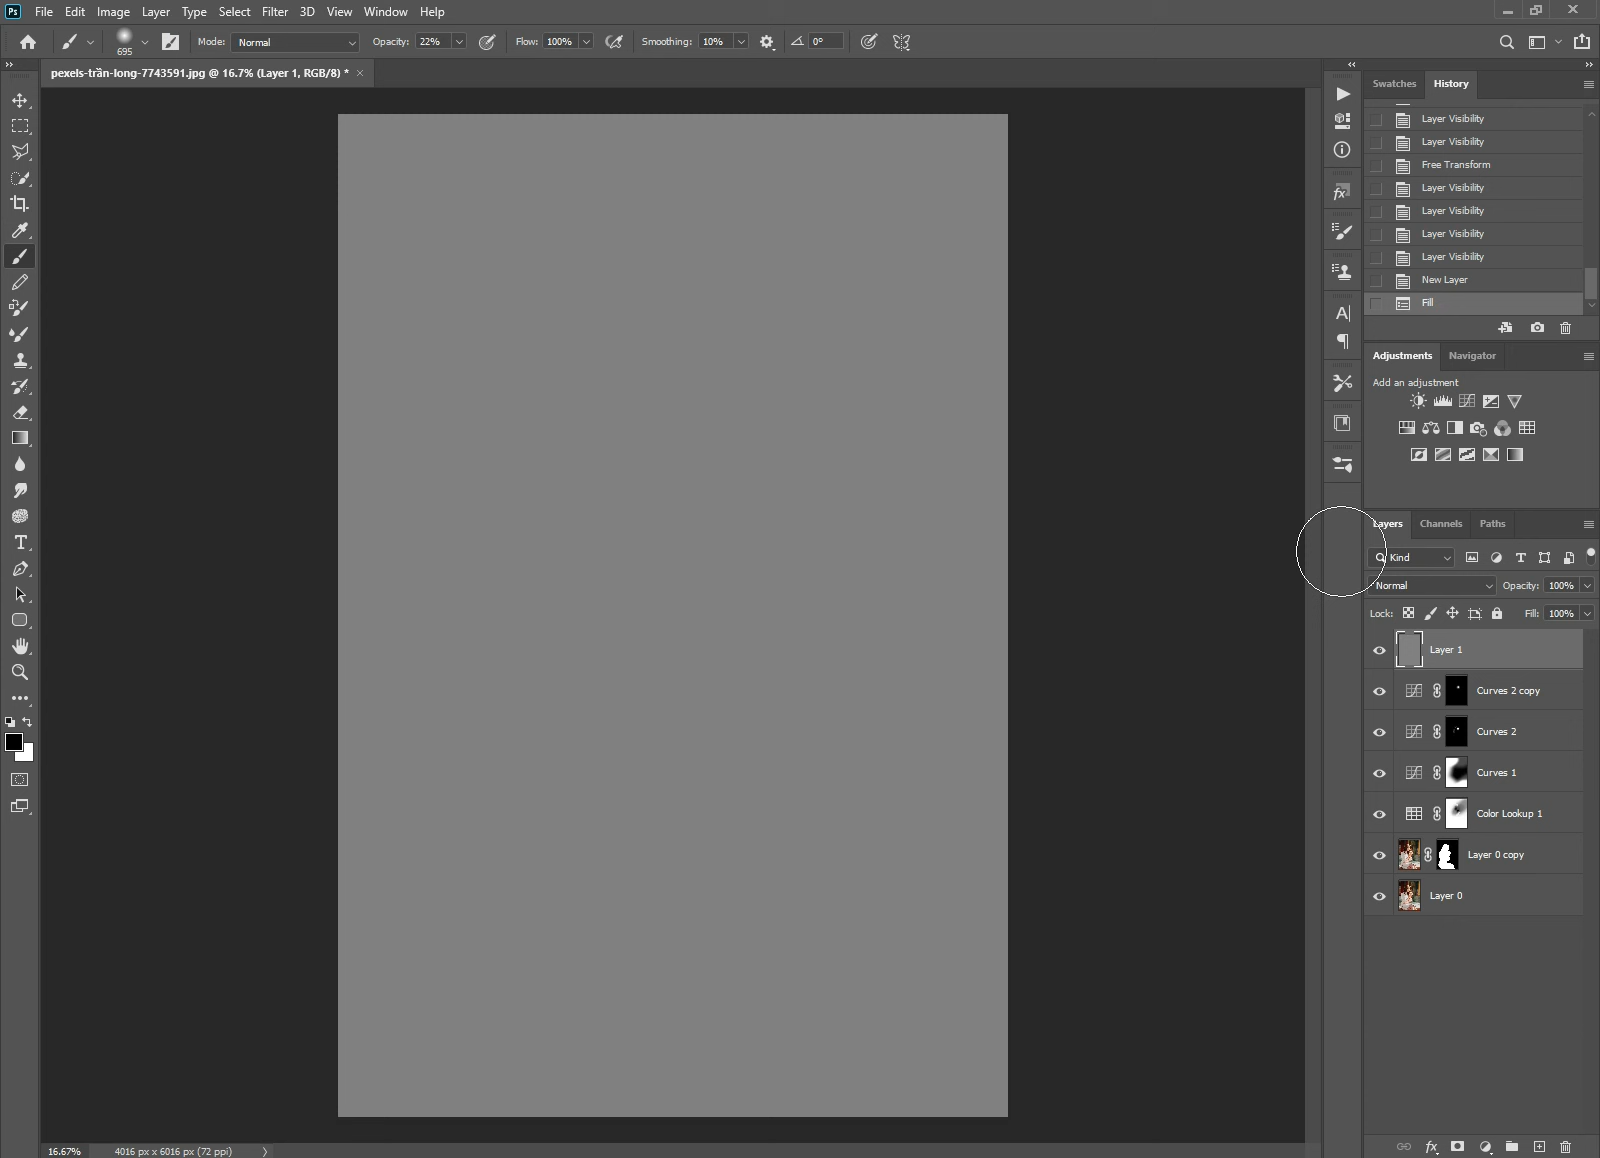 Ps File Edit Image Layer Type Select Filter 3D View Window Help
695 Mode: Normal Opacity: 22% Flow: 100% Smoothing: 10% 0°
pexels-trần-long-7743591.jpg @ 16.7% (Layer 1, RGB/8) * ×
Swatches History
Layer Visibility
Layer Visibility
Free Transform
Layer Visibility
Layer Visibility
Layer Visibility
Layer Visibility
New Layer
Fill
Adjustments Navigator
Add an adjustment
Layers Channels Paths
Kind
Normal Opacity: 100%
Lock: Fill: 100%
Layer 1
Curves 2 copy
Curves 2
Curves 1
Color Lookup 1
Layer 0 copy
Layer 0
16.67% 4016 px x 6016 px (72 ppi)